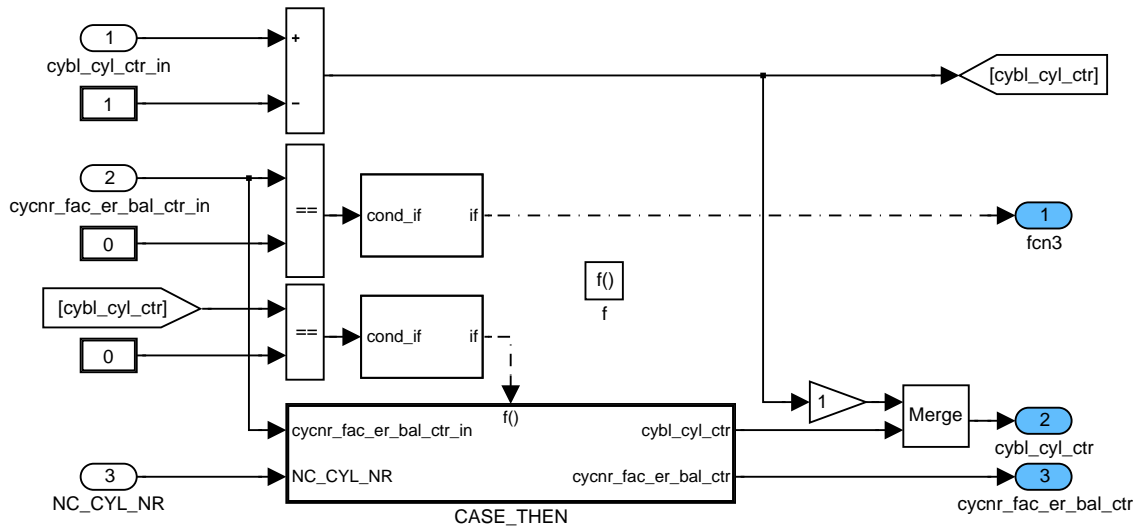 1
+
cybl_cyl_ctr_in
[cybl_cyl_ctr]
1
−
2
cycnr_fac_er_bal_ctr_in
==
cond_if
if
1
fcn3
0
f()
f
[cybl_cyl_ctr]
==
cond_if
if
0
1
Merge
f()
2
cybl_cyl_ctr
cycnr_fac_er_bal_ctr_in
cybl_cyl_ctr
3
NC_CYL_NR
NC_CYL_NR
cycnr_fac_er_bal_ctr
3
cycnr_fac_er_bal_ctr
CASE_THEN